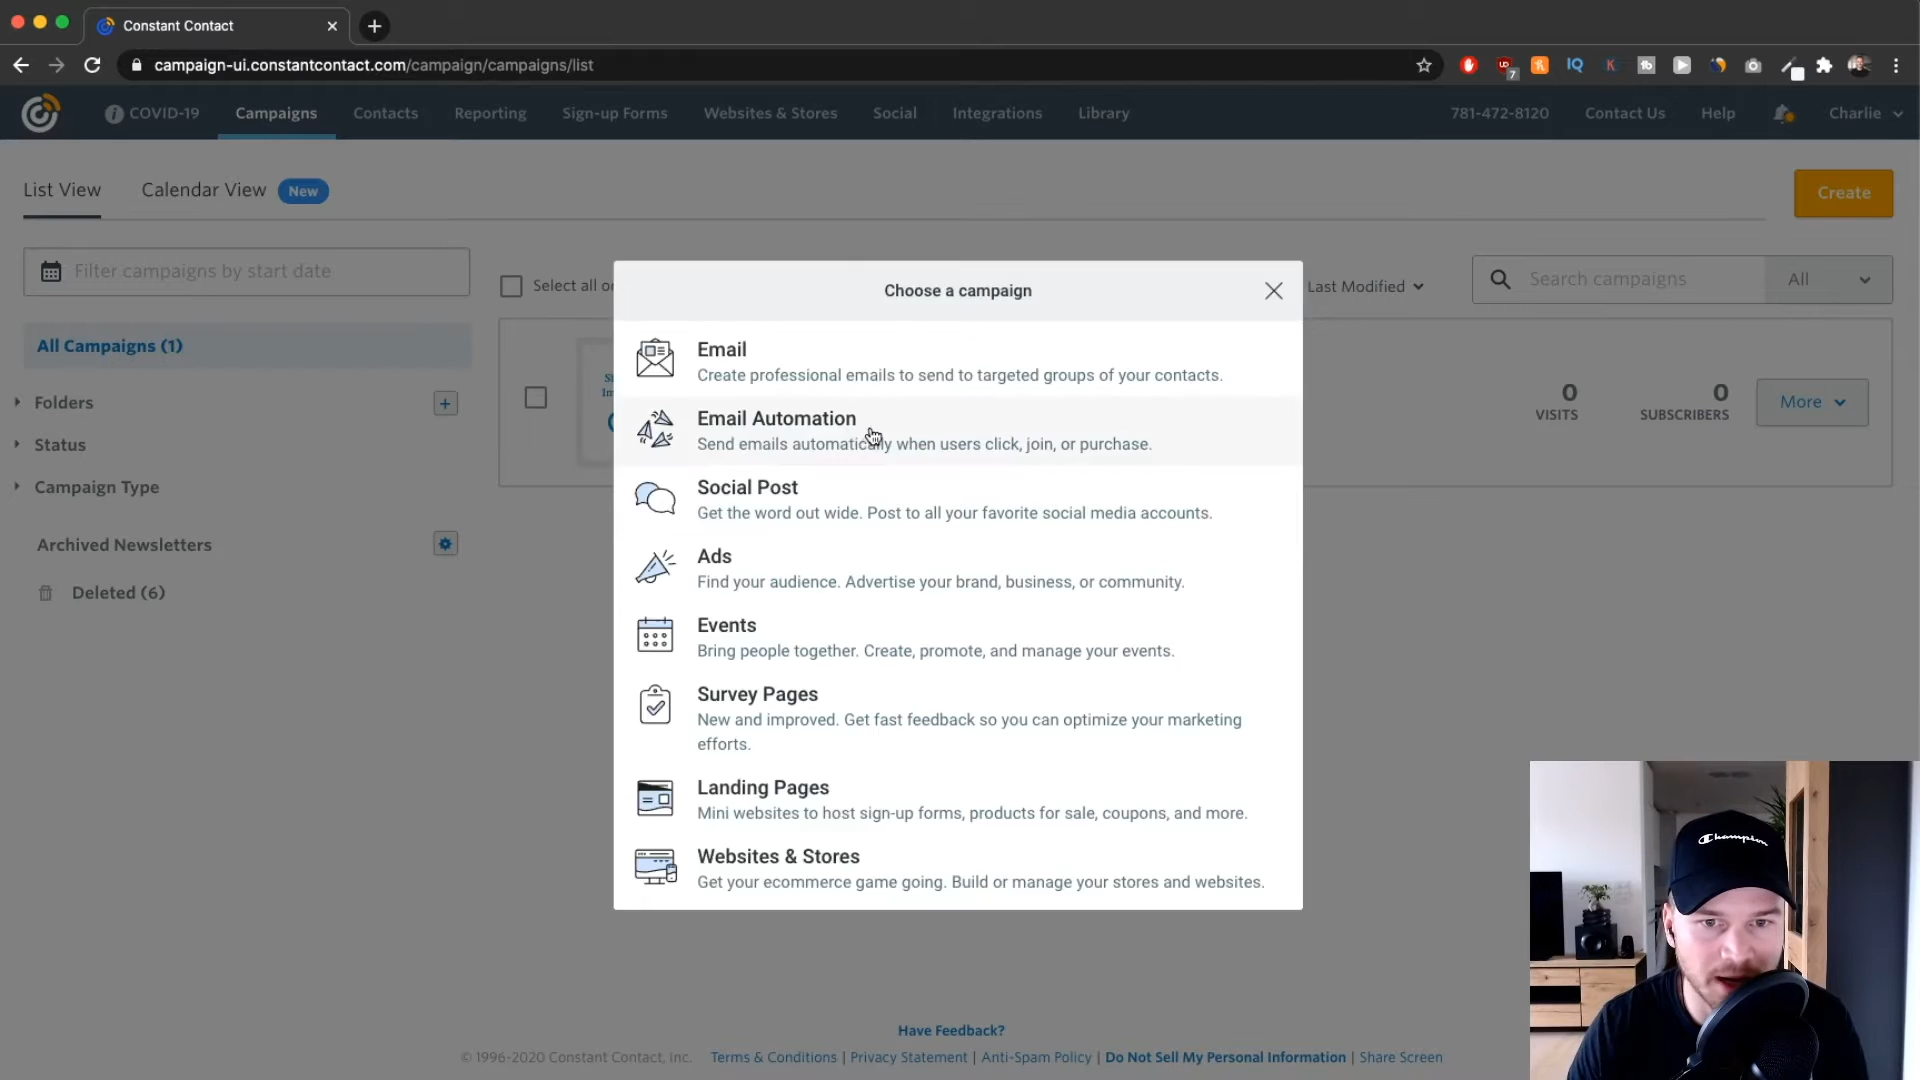 Constant Contact
campaign-ui.constantcontact.com/campaign/campaigns/list
COVID-19 Campaigns Contacts Reporting Sign-up Forms Websites & Stores Social Integrations Library 781-472-8120 Contact Us Help Charlie
List View Calendar View New Create
Filter campaigns by start date
Select all Last Modified Search campaigns All
Choose a campaign
All Campaigns (1)
Folders
Status
Campaign Type
Archived Newsletters
Deleted (6)
Email
Create professional emails to send to targeted groups of your contacts.
Email Automation
Send emails automatically when users click, join, or purchase.
Social Post
Get the word out wide. Post to all your favorite social media accounts.
Ads
Find your audience. Advertise your brand, business, or community.
Events
Bring people together. Create, promote, and manage your events.
Survey Pages
New and improved. Get fast feedback so you can optimize your marketing
efforts.
Landing Pages
Mini websites to host sign-up forms, products for sale, coupons, and more.
Websites & Stores
Get your ecommerce game going. Build or manage your stores and websites.
0 0 More
VISITS SUBSCRIBERS
Champion
Have Feedback?
© 1996-2020 Constant Contact, Inc. Terms & Conditions | Privacy Statement | Anti-Spam Policy | Do Not Sell My Personal Information | Share Screen